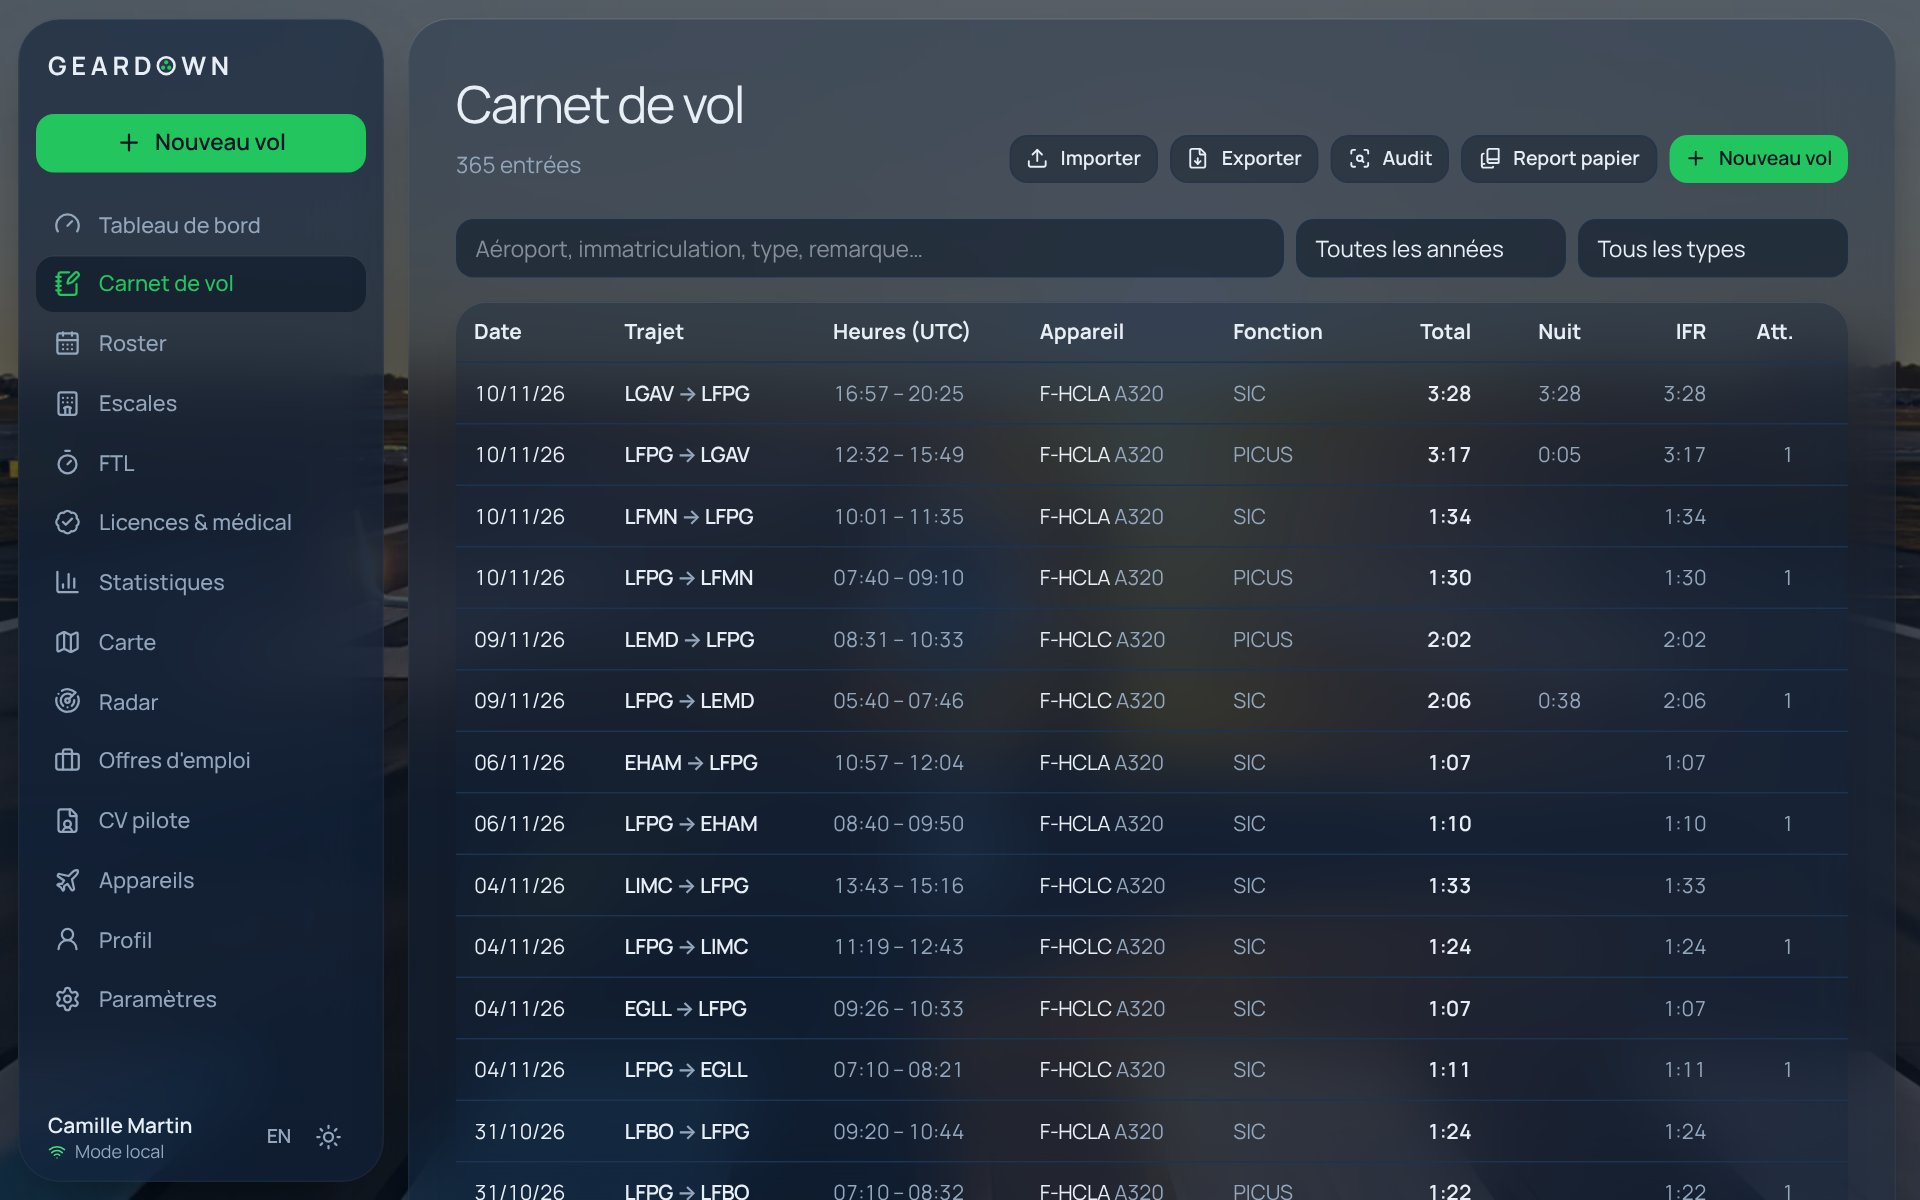 GEARDOWN
Nouveau vol
Tableau de bord
Carnet de vol
Roster
Escales
FTL
Licences & médical
Statistiques
Carte
Radar
Offres d'emploi
CV pilote
Appareils
Profil
Paramètres
Camille Martin
Mode local
EN
Carnet de vol
365 entrées
Importer
Exporter
Audit
Report papier
Nouveau vol
Aéroport, immatriculation, type, remarque...
Toutes les années
Tous les types
Date Trajet Heures (UTC) Appareil Fonction Total Nuit IFR Att.
10/11/26 LGAV → LFPG 16:57 – 20:25 F-HCLA A320 SIC 3:28 3:28 3:28
10/11/26 LFPG → LGAV 12:32 – 15:49 F-HCLA A320 PICUS 3:17 0:05 3:17 1
10/11/26 LFMN → LFPG 10:01 – 11:35 F-HCLA A320 SIC 1:34 1:34
10/11/26 LFPG → LFMN 07:40 – 09:10 F-HCLA A320 PICUS 1:30 1:30 1
09/11/26 LEMD → LFPG 08:31 – 10:33 F-HCLC A320 PICUS 2:02 2:02
09/11/26 LFPG → LEMD 05:40 – 07:46 F-HCLC A320 SIC 2:06 0:38 2:06 1
06/11/26 EHAM → LFPG 10:57 – 12:04 F-HCLA A320 SIC 1:07 1:07
06/11/26 LFPG → EHAM 08:40 – 09:50 F-HCLA A320 SIC 1:10 1:10 1
04/11/26 LIMC → LFPG 13:43 – 15:16 F-HCLC A320 SIC 1:33 1:33
04/11/26 LFPG → LIMC 11:19 – 12:43 F-HCLC A320 SIC 1:24 1:24 1
04/11/26 EGLL → LFPG 09:26 – 10:33 F-HCLC A320 SIC 1:07 1:07
04/11/26 LFPG → EGLL 07:10 – 08:21 F-HCLC A320 SIC 1:11 1:11 1
31/10/26 LFBO → LFPG 09:20 – 10:44 F-HCLA A320 SIC 1:24 1:24
31/10/26 LFPG → LFBO 07:10 – 08:32 F-HCLA A320 PICUS 1:22 1:22 1